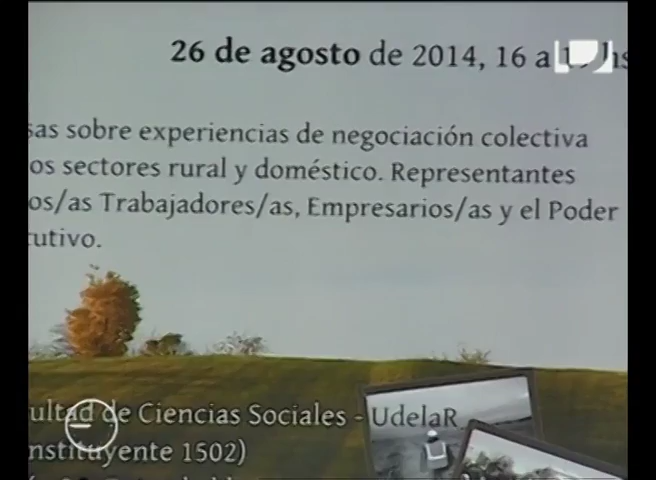 26 de agosto de 2014, 16 a
sas sobre experiencias de negociación colectiva
os sectores rural y doméstico. Representantes
os/as Trabajadores/as, Empresarios/as y el Poder
utivo.
ultad de Ciencias Sociales - UdelaR
nstituyente 1502)